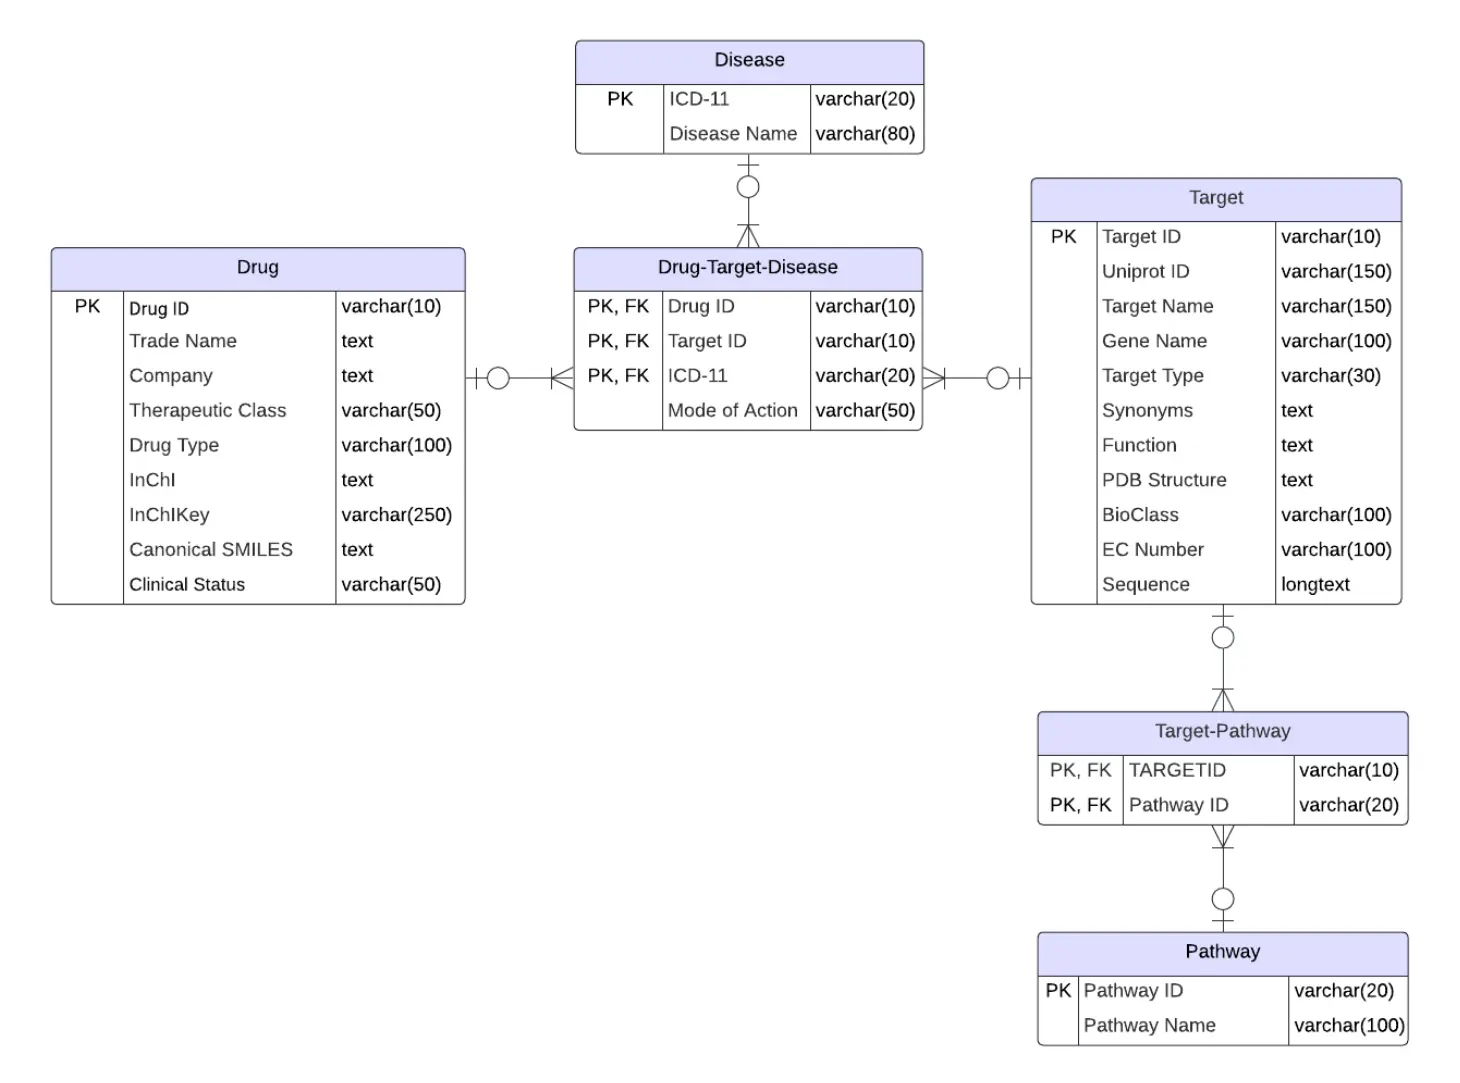 Disease
PK ICD-11 varchar(20)
Disease Name varchar(80)
Drug
PK Drug ID varchar(10)
Trade Name text
Company text
Therapeutic Class varchar(50)
Drug Type varchar(100)
InChI text
InChIKey varchar(250)
Canonical SMILES text
Clinical Status varchar(50)
Drug-Target-Disease
PK, FK Drug ID varchar(10)
PK, FK Target ID varchar(10)
PK, FK ICD-11 varchar(20)
Mode of Action varchar(50)
Target
PK Target ID varchar(10)
Uniprot ID varchar(150)
Target Name varchar(150)
Gene Name varchar(100)
Target Type varchar(30)
Synonyms text
Function text
PDB Structure text
BioClass varchar(100)
EC Number varchar(100)
Sequence longtext
Target-Pathway
PK, FK TARGETID varchar(10)
PK, FK Pathway ID varchar(20)
Pathway
PK Pathway ID varchar(20)
Pathway Name varchar(100)